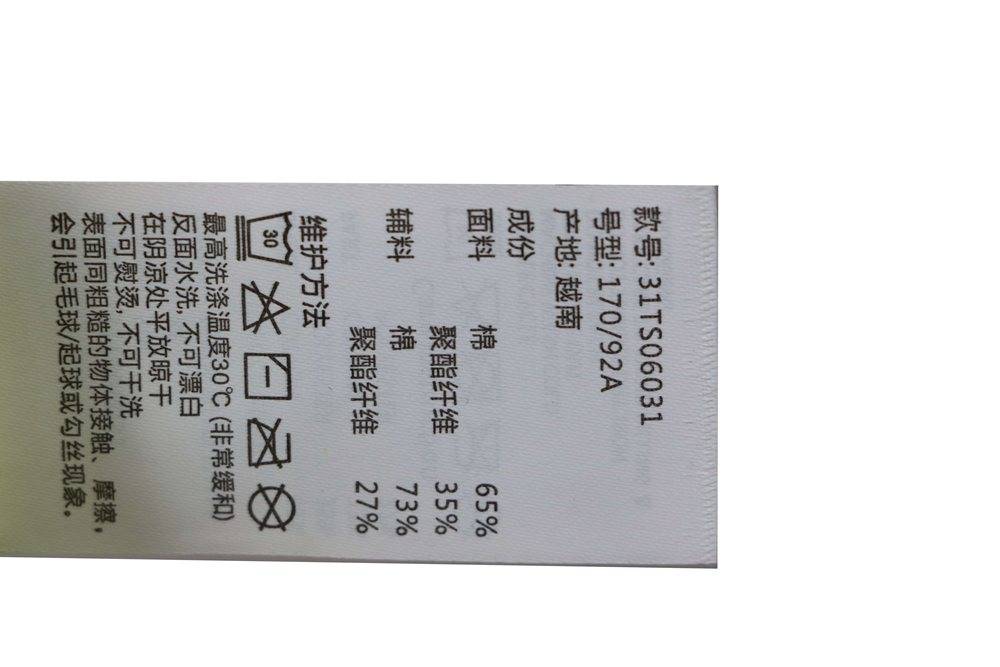 款号: 31TS06031
号型: 170/92A
产地: 越南
成份
面料 棉 65%
聚酯纤维 35%
辅料 棉 73%
聚酯纤维 27%
维护方法
30
最高洗涤温度30℃ (非常缓和)
反面水洗, 不可漂白
在阴凉处平放晾干
不可熨烫, 不可干洗
表面同粗糙的物体接触、摩擦,
会引起毛球/起球或勾丝现象。